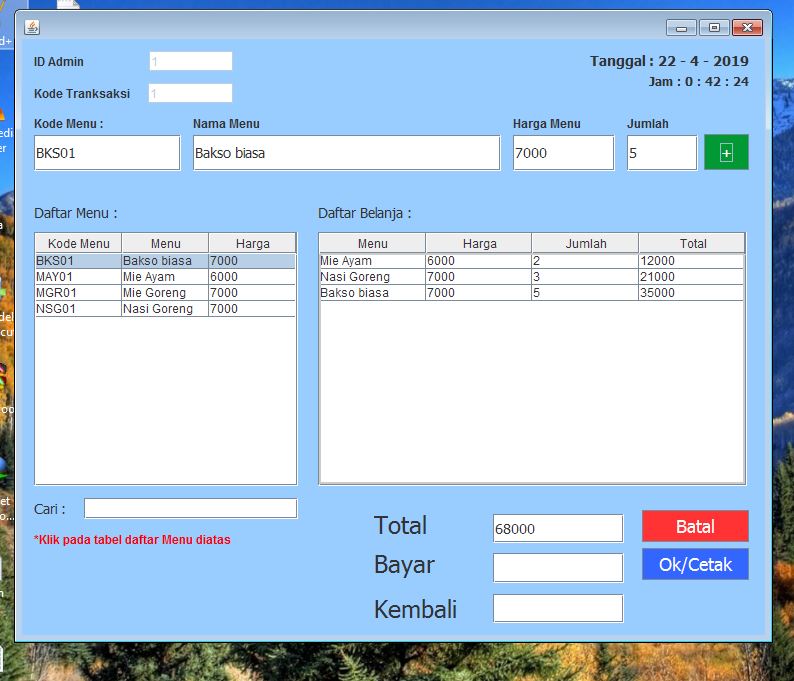 ID Admin 1
Tanggal : 22 - 4 - 2019
Jam : 0 : 42 : 24
Kode Tranksaksi 1
Kode Menu : Nama Menu Harga Menu Jumlah
BKS01 Bakso biasa 7000 5 +
Daftar Menu : Daftar Belanja :
Kode Menu Menu Harga
BKS01 Bakso biasa 7000
MAY01 Mie Ayam 6000
MGR01 Mie Goreng 7000
NSG01 Nasi Goreng 7000
Menu Harga Jumlah Total
Mie Ayam 6000 2 12000
Nasi Goreng 7000 3 21000
Bakso biasa 7000 5 35000
Cari :
*Klik pada tabel daftar Menu diatas
Total 68000 Batal
Bayar Ok/Cetak
Kembali